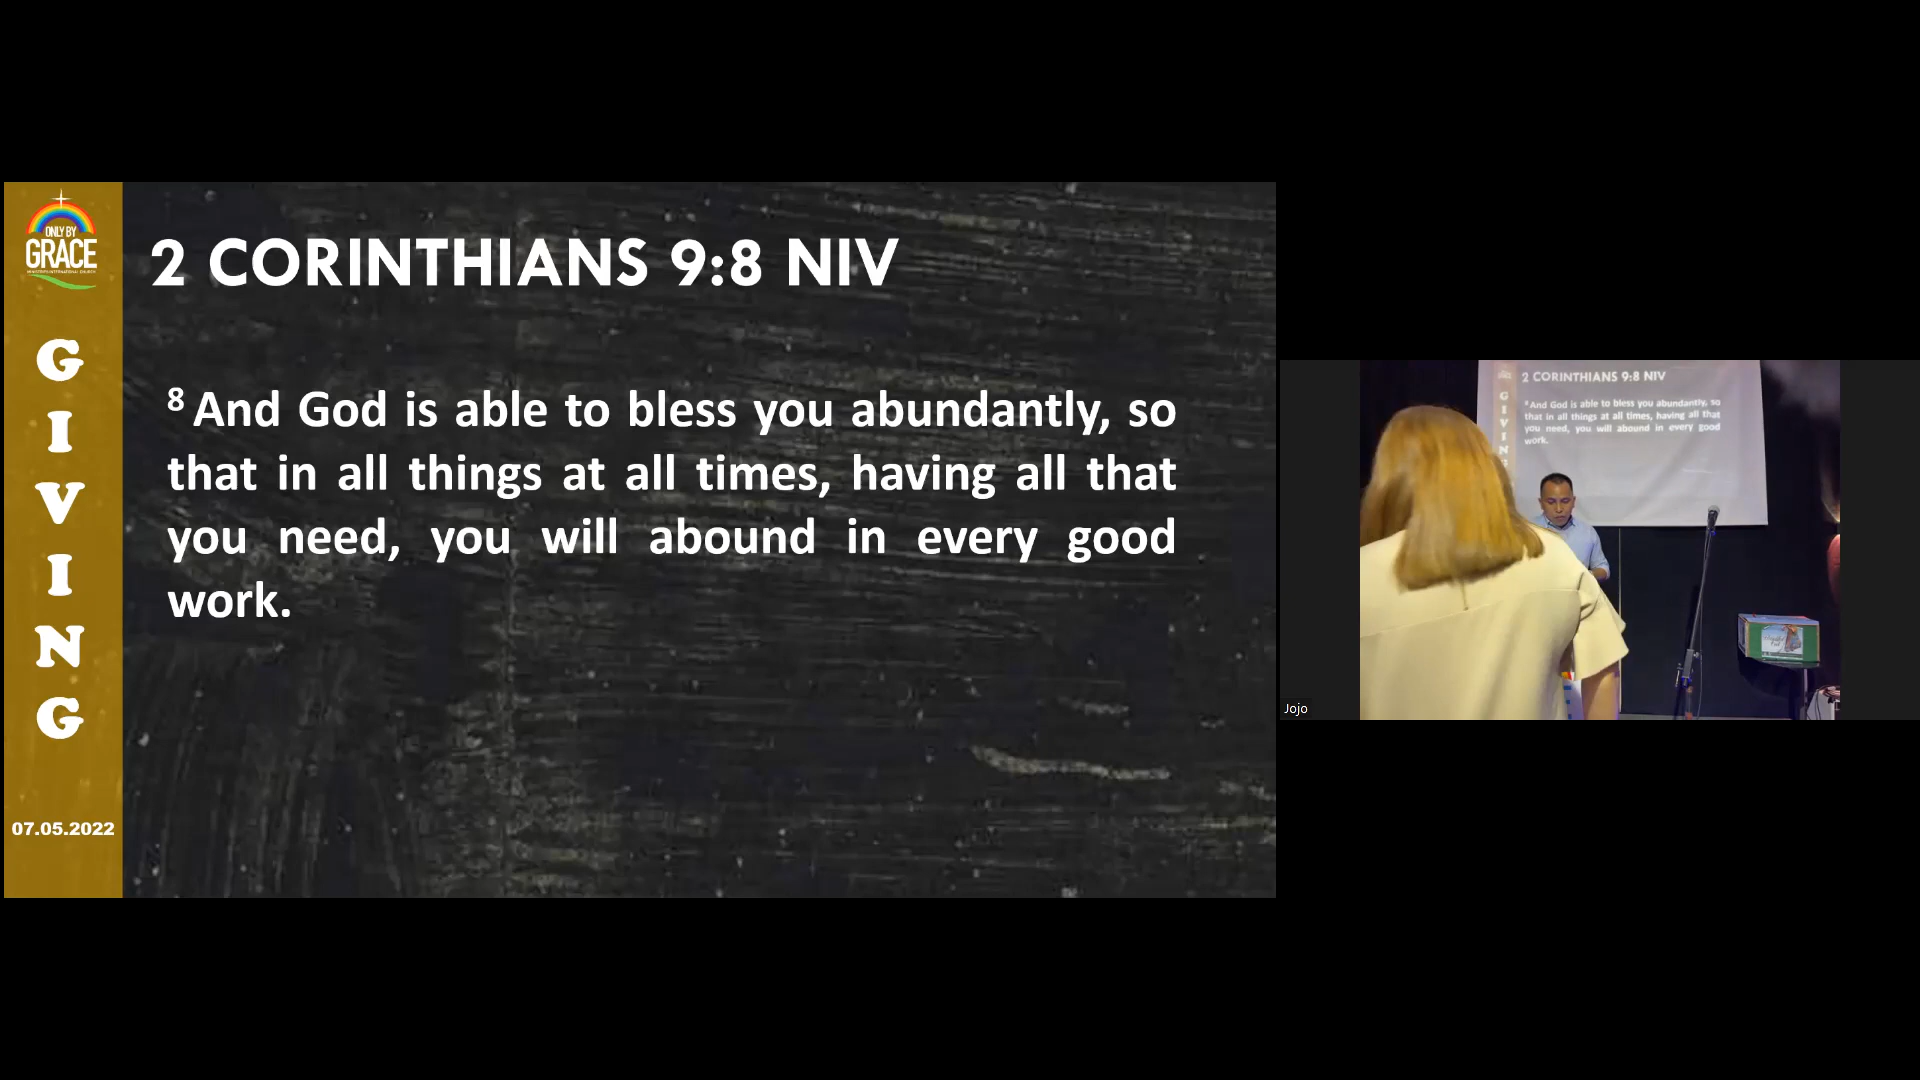 ONLY BY
GRACE
MINISTRIES INTERNATIONAL CHURCH
G
I
V
I
N
G
07.05.2022
2 CORINTHIANS 9:8 NIV
8 And God is able to bless you abundantly, so
that in all things at all times, having all that
you need, you will abound in every good
work.
2 CORINTHIANS 9:8 NIV
8 And God is able to bless you abundantly, so
that in all things at all times, having all that
you need, you will abound in every good
work.
G
I
V
I
N
Jojo